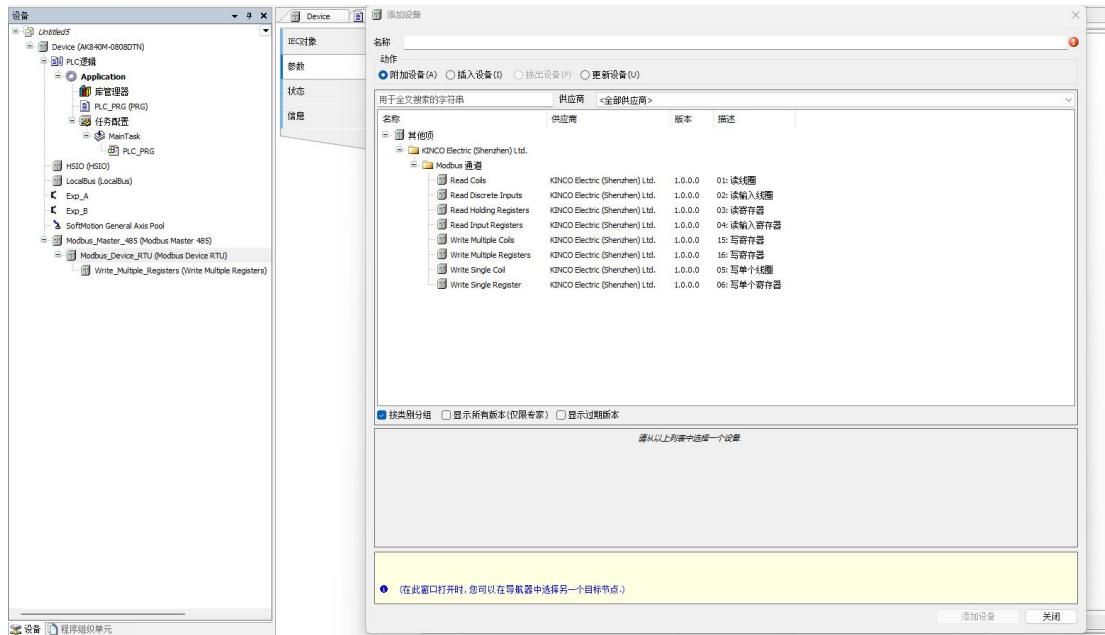 设备
Untitled5
Device (AK840M-0808DTN)
PLC逻辑
Application
库管理器
PLC_PRG (PRG)
任务配置
MainTask
PLC_PRG
HSIO (HSIO)
LocalBus (LocalBus)
Exp_A
Exp_B
SoftMotion General Axis Pool
Modbus_Master_485 (Modbus Master 485)
Modbus_Device_RTU (Modbus Device RTU)
Write_Multiple_Registers (Write Multiple Registers)
设备 程序组织单元
Device
IEC对象
参数
状态
信息
添加设备
名称
动作
附加设备(A) 插入设备(I) 拔出设备(P) 更新设备(U)
用于全文搜索的字符串 供应商 <全部供应商>
名称 供应商 版本 描述
其他项
KINCO Electric (Shenzhen) Ltd.
Modbus 通道
Read Coils KINCO Electric (Shenzhen) Ltd. 1.0.0.0 01: 读线圈
Read Discrete Inputs KINCO Electric (Shenzhen) Ltd. 1.0.0.0 02: 读输入线圈
Read Holding Registers KINCO Electric (Shenzhen) Ltd. 1.0.0.0 03: 读寄存器
Read Input Registers KINCO Electric (Shenzhen) Ltd. 1.0.0.0 04: 读输入寄存器
Write Multiple Coils KINCO Electric (Shenzhen) Ltd. 1.0.0.0 15: 写寄存器
Write Multiple Registers KINCO Electric (Shenzhen) Ltd. 1.0.0.0 16: 写寄存器
Write Single Coil KINCO Electric (Shenzhen) Ltd. 1.0.0.0 05: 写单个线圈
Write Single Register KINCO Electric (Shenzhen) Ltd. 1.0.0.0 06: 写单个寄存器
按类别分组 显示所有版本(仅限专家) 显示过期版本
请从以上列表中选择一个设备.
(在此窗口打开时, 您可以在导航器中选择另一个目标节点.)
添加设备 关闭